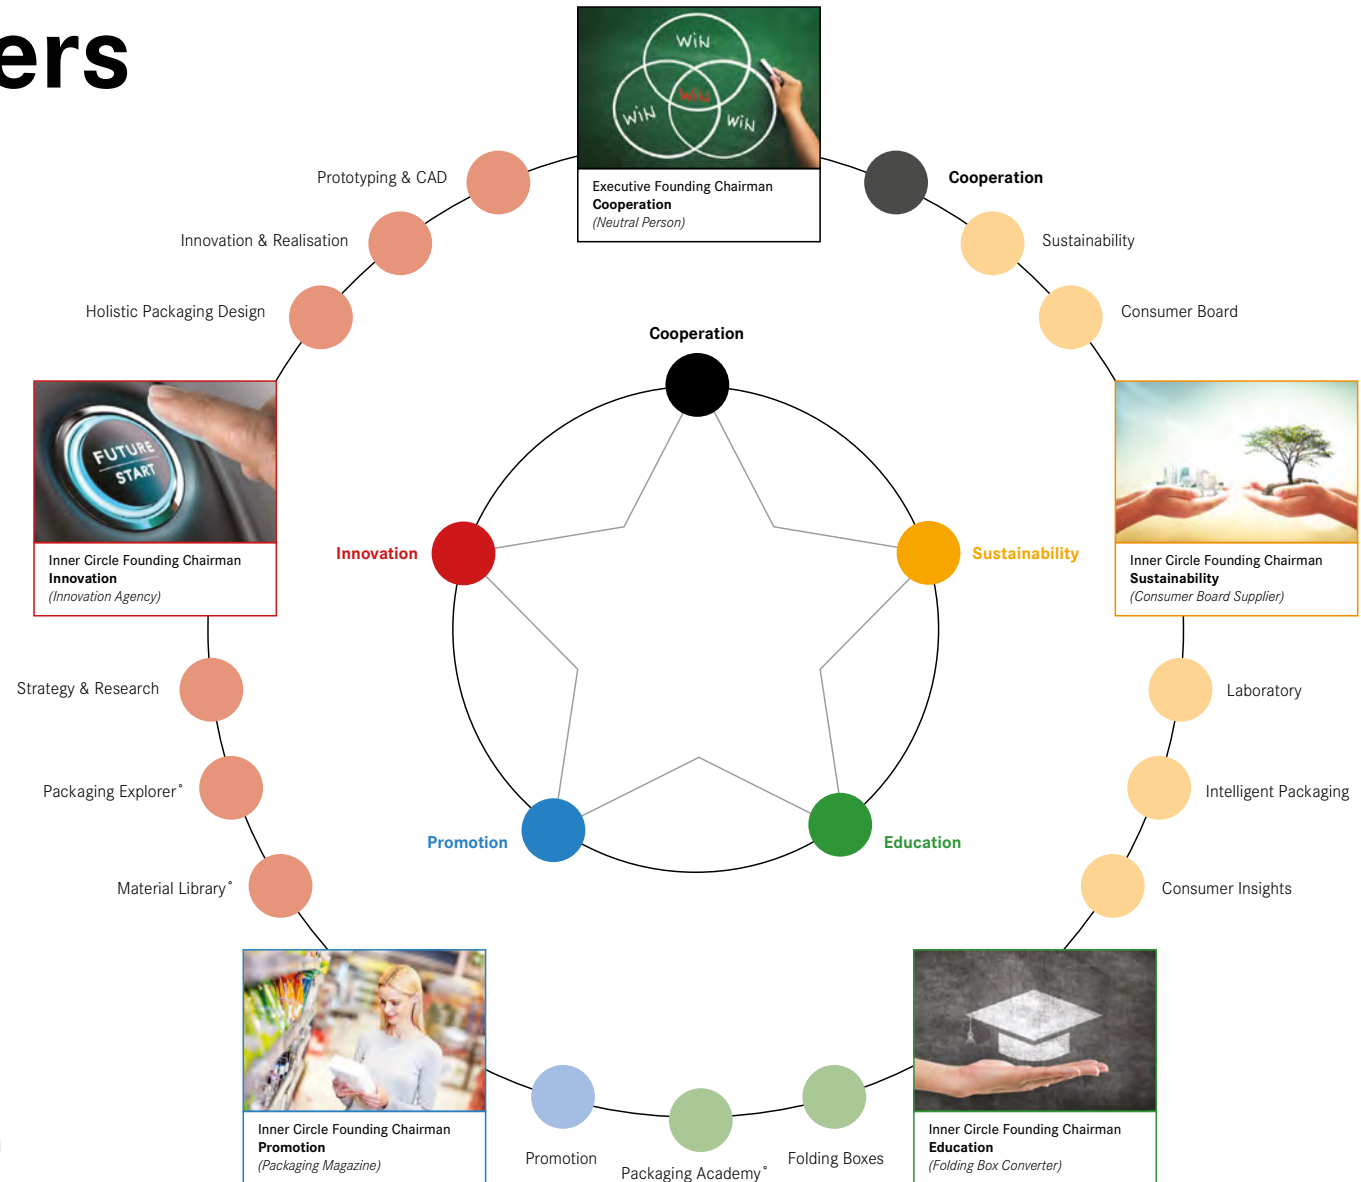 ers
WiN
WiN
WiN
WiN
Executive Founding Chairman
Cooperation
(Neutral Person)
Prototyping & CAD
Cooperation
Innovation & Realisation
Sustainability
Holistic Packaging Design
Consumer Board
Cooperation
FUTURE
START
Inner Circle Founding Chairman
Innovation
(Innovation Agency)
Innovation
Sustainability
Inner Circle Founding Chairman
Sustainability
(Consumer Board Supplier)
Strategy & Research
Laboratory
Packaging Explorer°
Intelligent Packaging
Promotion
Education
Material Library°
Consumer Insights
Inner Circle Founding Chairman
Promotion
(Packaging Magazine)
Promotion
Packaging Academy°
Folding Boxes
Inner Circle Founding Chairman
Education
(Folding Box Converter)